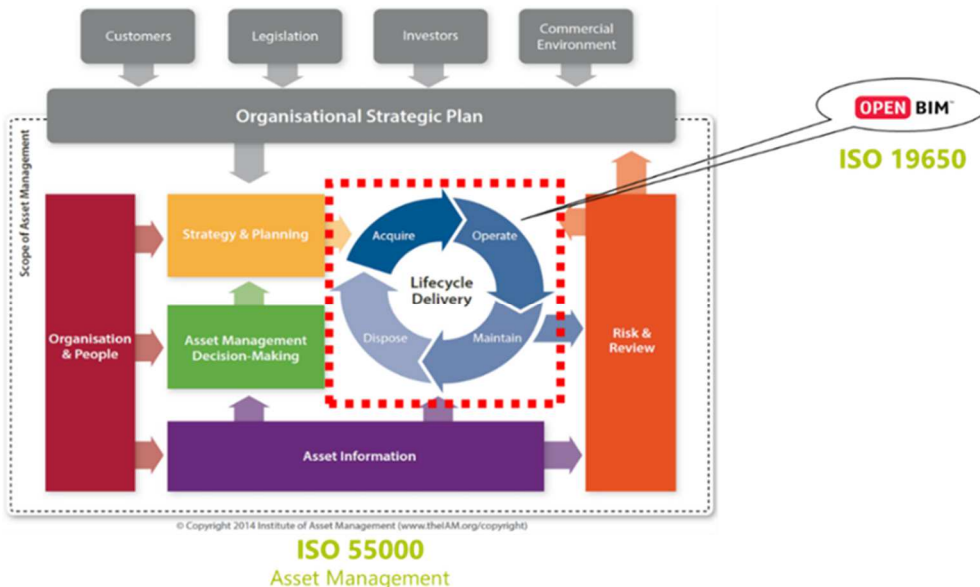 Customers
Legislation
Investors
Commercial
Environment
Organisational Strategic Plan
OPEN BIM™
ISO 19650
Scope of Asset Management
Strategy & Planning
Acquire
Operate
Lifecycle
Delivery
Organisation
& People
Asset Management
Decision-Making
Dispose
Maintain
Risk &
Review
Asset Information
© Copyright 2014 Institute of Asset Management (www.theIAM.org/copyright)
ISO 55000
Asset Management